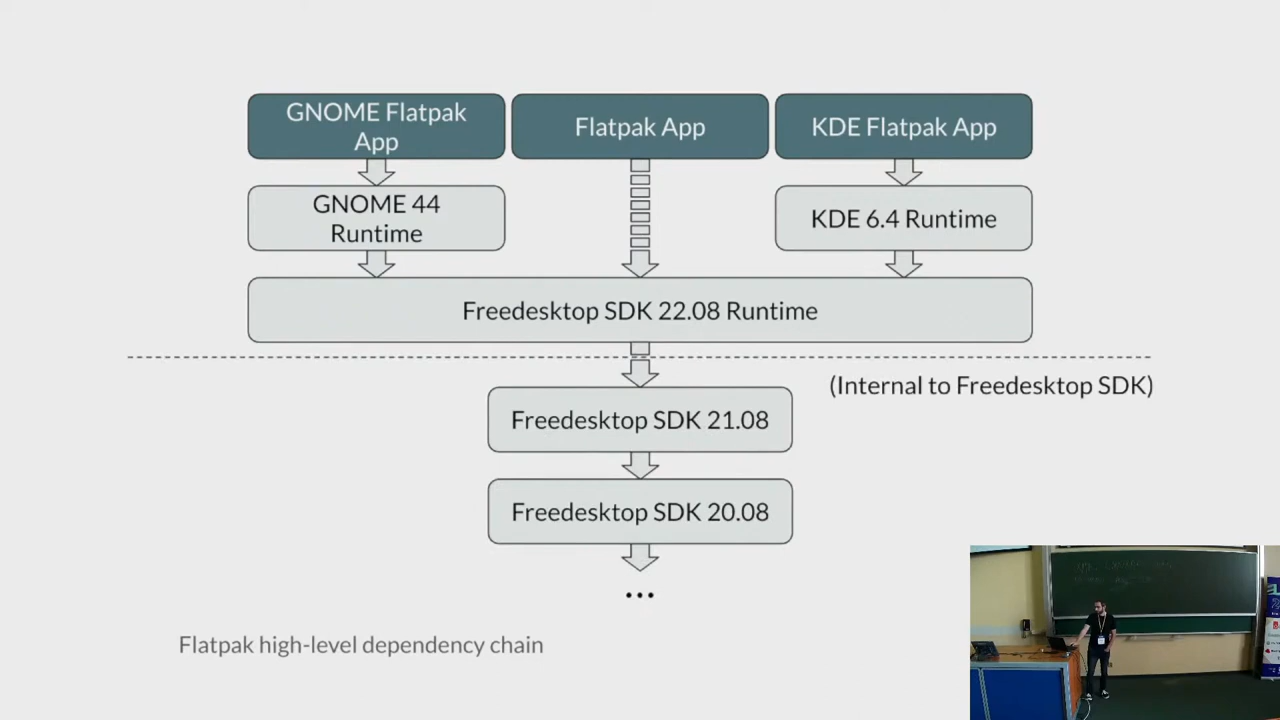 GNOME Flatpak
App
Flatpak App
KDE Flatpak App
GNOME 44
Runtime
KDE 6.4 Runtime
Freedesktop SDK 22.08 Runtime
(Internal to Freedesktop SDK)
Freedesktop SDK 21.08
Freedesktop SDK 20.08
...
Flatpak high-level dependency chain